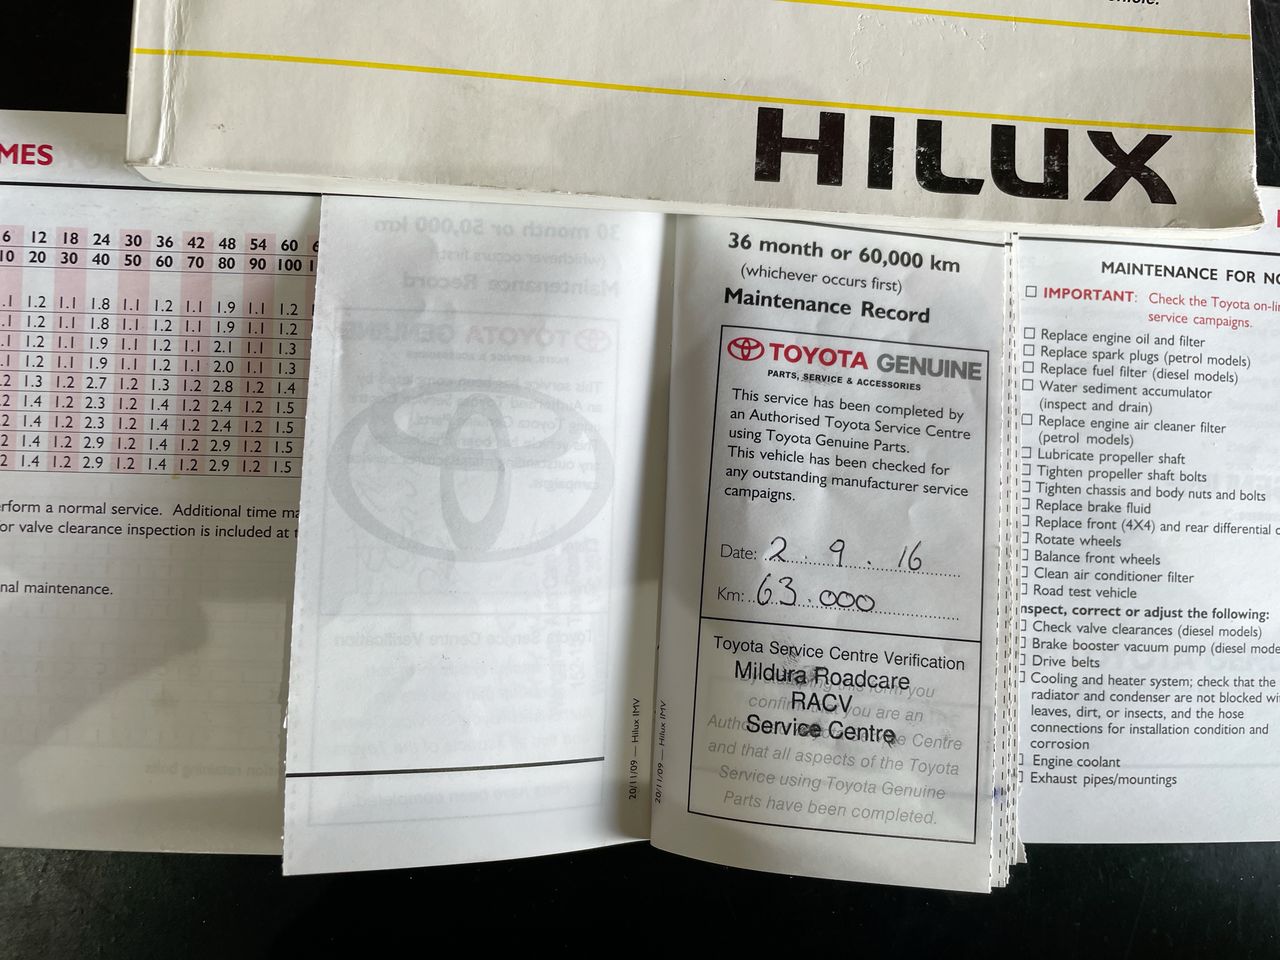 HILUX
MES
6 12 18 24 30 36 42 48 54 60
10 20 30 40 50 60 70 80 90 100
.1 1.2 1.1 1.8 1.1 1.2 1.1 1.9 1.1 1.2
.1 1.2 1.1 1.8 1.1 1.2 1.1 1.9 1.1 1.2
.1 1.2 1.1 1.9 1.1 1.2 1.1 2.1 1.1 1.3
.1 1.2 1.1 1.9 1.1 1.2 1.1 2.0 1.1 1.3
.2 1.3 1.2 2.7 1.2 1.3 1.2 2.8 1.2 1.4
.2 1.4 1.2 2.3 1.2 1.4 1.2 2.4 1.2 1.5
.2 1.4 1.2 2.3 1.2 1.4 1.2 2.4 1.2 1.5
.2 1.4 1.2 2.9 1.2 1.4 1.2 2.9 1.2 1.5
.2 1.4 1.2 2.9 1.2 1.4 1.2 2.9 1.2 1.5
erform a normal service. Additional time ma
or valve clearance inspection is included at
nal maintenance.
20/11/09 — Hilux IMV
20/11/09 — Hilux IMV
36 month or 60,000 km
(whichever occurs first)
Maintenance Record
TOYOTA GENUINE
PARTS, SERVICE & ACCESSORIES
This service has been completed by
an Authorised Toyota Service Centre
using Toyota Genuine Parts.
This vehicle has been checked for
any outstanding manufacturer service
campaigns.
Date: 2.9.16
Km: 63.000
Toyota Service Centre Verification
Mildura Roadcare
RACV
Service Centre
this form you
you are an
Centre
and that all aspects of the Toyota
Service using Toyota Genuine
Parts have been completed.
MAINTENANCE FOR NO
IMPORTANT: Check the Toyota on-lin
service campaigns.
Replace engine oil and filter
Replace spark plugs (petrol models)
Replace fuel filter (diesel models)
Water sediment accumulator
(inspect and drain)
Replace engine air cleaner filter
(petrol models)
Lubricate propeller shaft
Tighten propeller shaft bolts
Tighten chassis and body nuts and bolts
Replace brake fluid
Replace front (4X4) and rear differential o
Rotate wheels
Balance front wheels
Clean air conditioner filter
Road test vehicle
nspect, correct or adjust the following:
Check valve clearances (diesel models)
Brake booster vacuum pump (diesel mode
Drive belts
Cooling and heater system; check that the
radiator and condenser are not blocked wi
leaves, dirt, or insects, and the hose
connections for installation condition and
corrosion
Engine coolant
Exhaust pipes/mountings